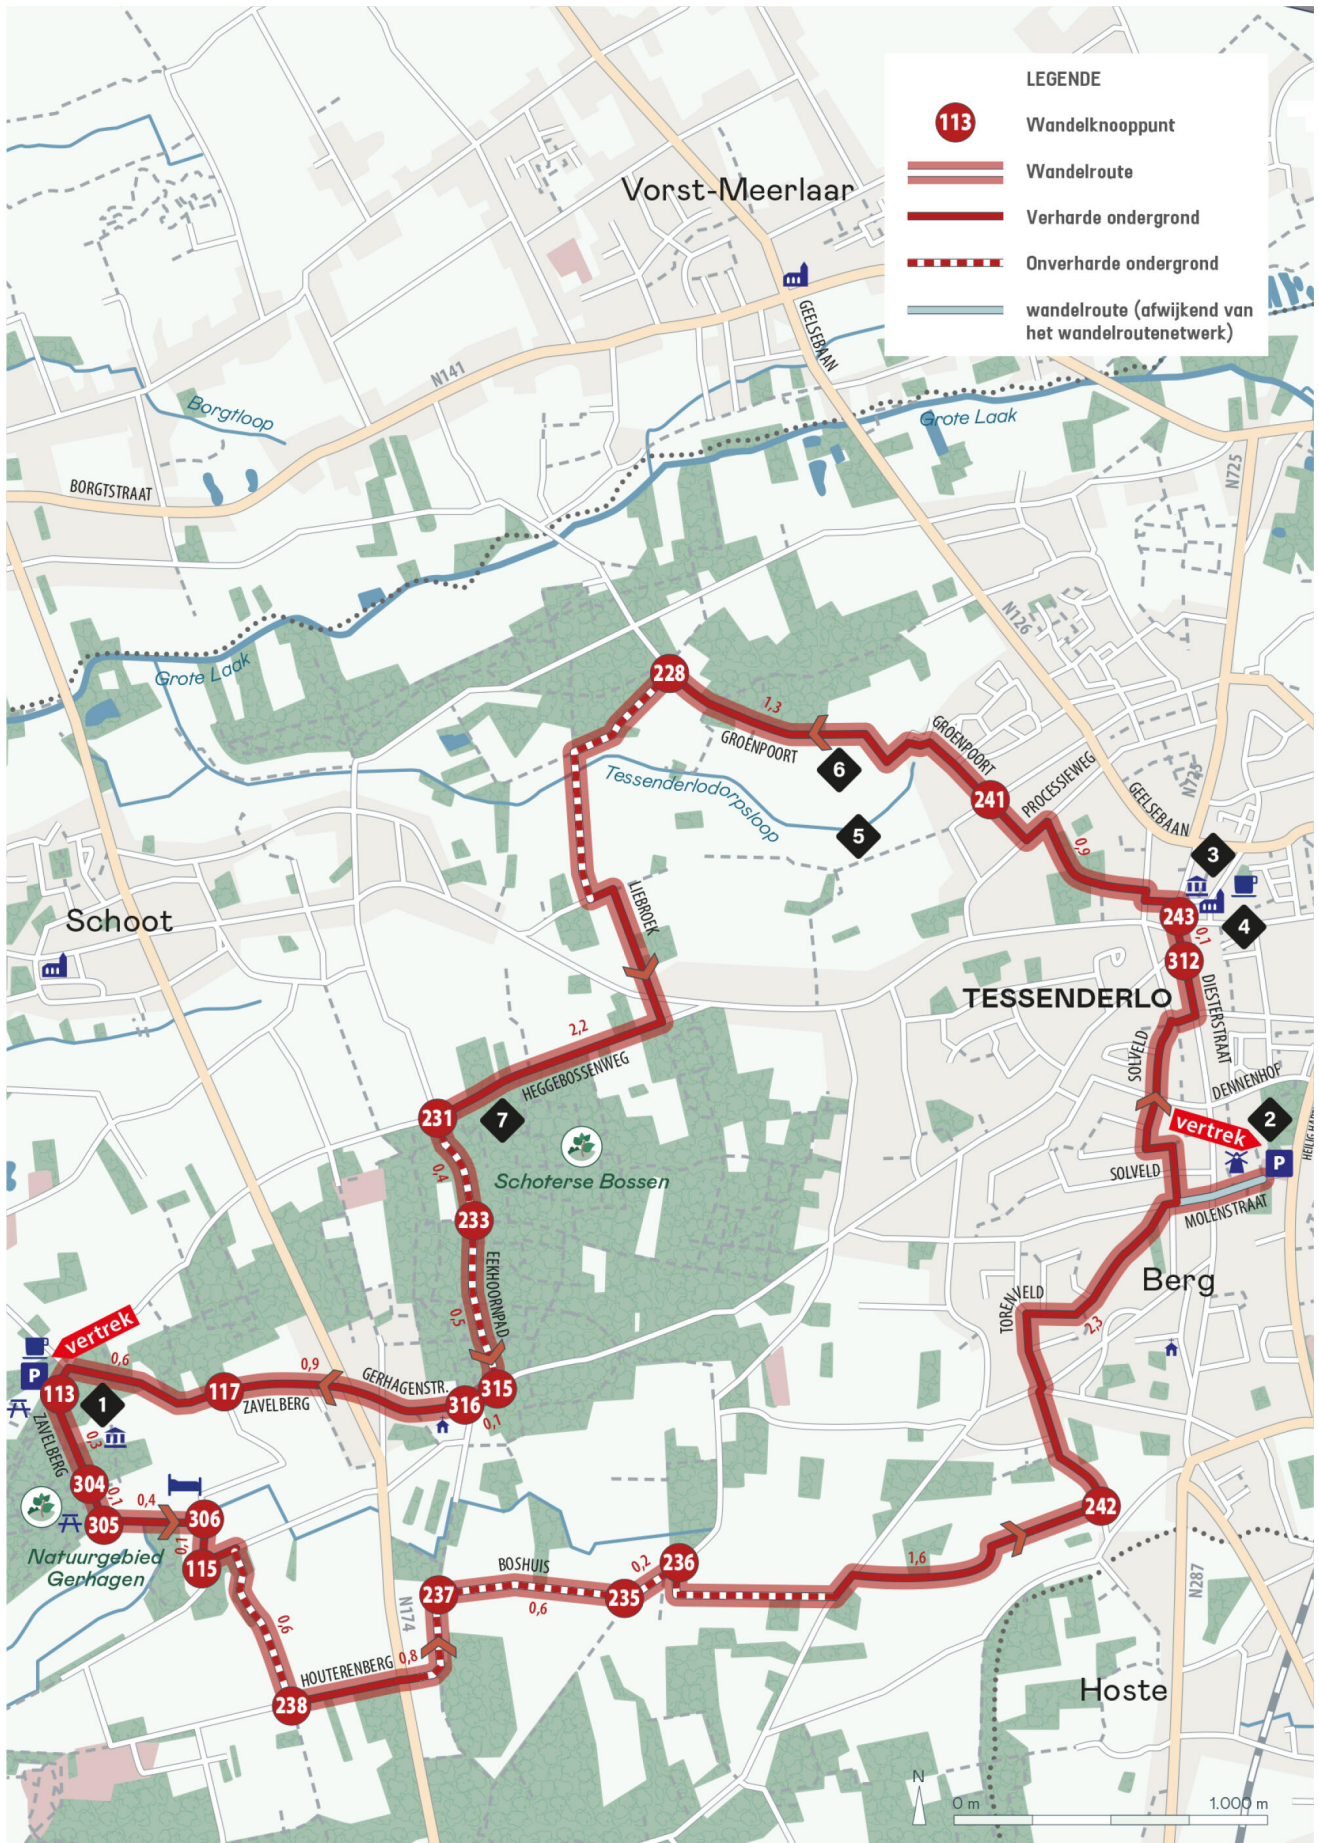 LEGENDE
113
Wandelknooppunt
Wandelroute
Verharde ondergrond
Onverharde ondergrond
wandelroute (afwijkend van
het wandelroutenetwerk)
Vorst-Meerlaar
GEELSEBAAN
N141
Borgtloop
Grote Laak
BORGTSTRAAT
N725
N126
Grote Laak
228
1,3
GROENPOORT
GROENPOORT
6
Tessenderlodorpsloop
5
241
PROCESSIEWEG
N725
GEELSEBAAN
0,9
3
243
4
0,1
312
Schoot
LIEBROEK
TESSENDERLO
DIESTERSTRAAT
SOLVELD
2,2
HEGGEBOSSENWEG
DENNENHOF
231
7
2
vertrek
P
Schoterse Bossen
0,4
SOLVELD
MOLENSTRAAT
233
EEKHOORNPAD
0,5
Berg
TORENVELD
2,3
vertrek
P
0,6
113
1
117
0,9
ZAVELBERG
GERHAGENSTR.
316
315
0,1
ZAVELBERG
0,3
304
0,1
305
0,4
306
0,1
115
Natuurgebied
Gerhagen
242
1,6
236
0,2
BOSHUIS
235
0,6
237
N174
N287
0,6
HOUTERENBERG
0,8
238
Hoste
N
0 m
1.000 m